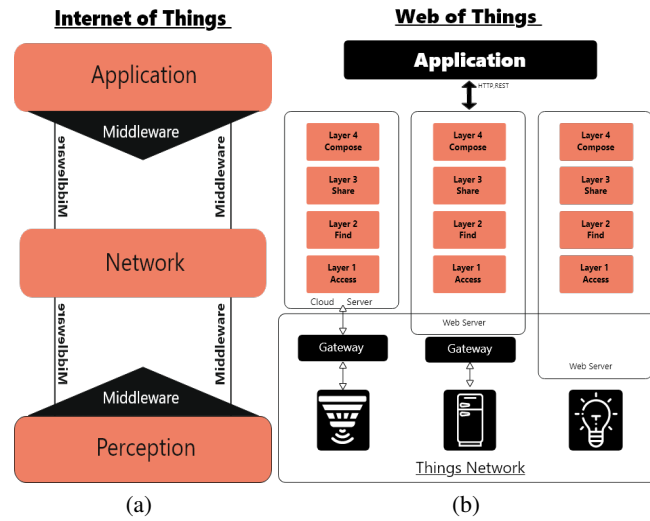 Internet of Things
Application
Middleware
Middleware
Middleware
Network
Middleware
Middleware
Middleware
Perception
(a)
Web of Things
Application
HTTP,REST
Layer 4
Compose
Layer 3
Share
Layer 2
Find
Layer 1
Access
Cloud Server
Layer 4
Compose
Layer 3
Share
Layer 2
Find
Layer 1
Access
Web Server
Layer 4
Compose
Layer 3
Share
Layer 2
Find
Layer 1
Access
Web Server
Gateway
Gateway
Things Network
(b)